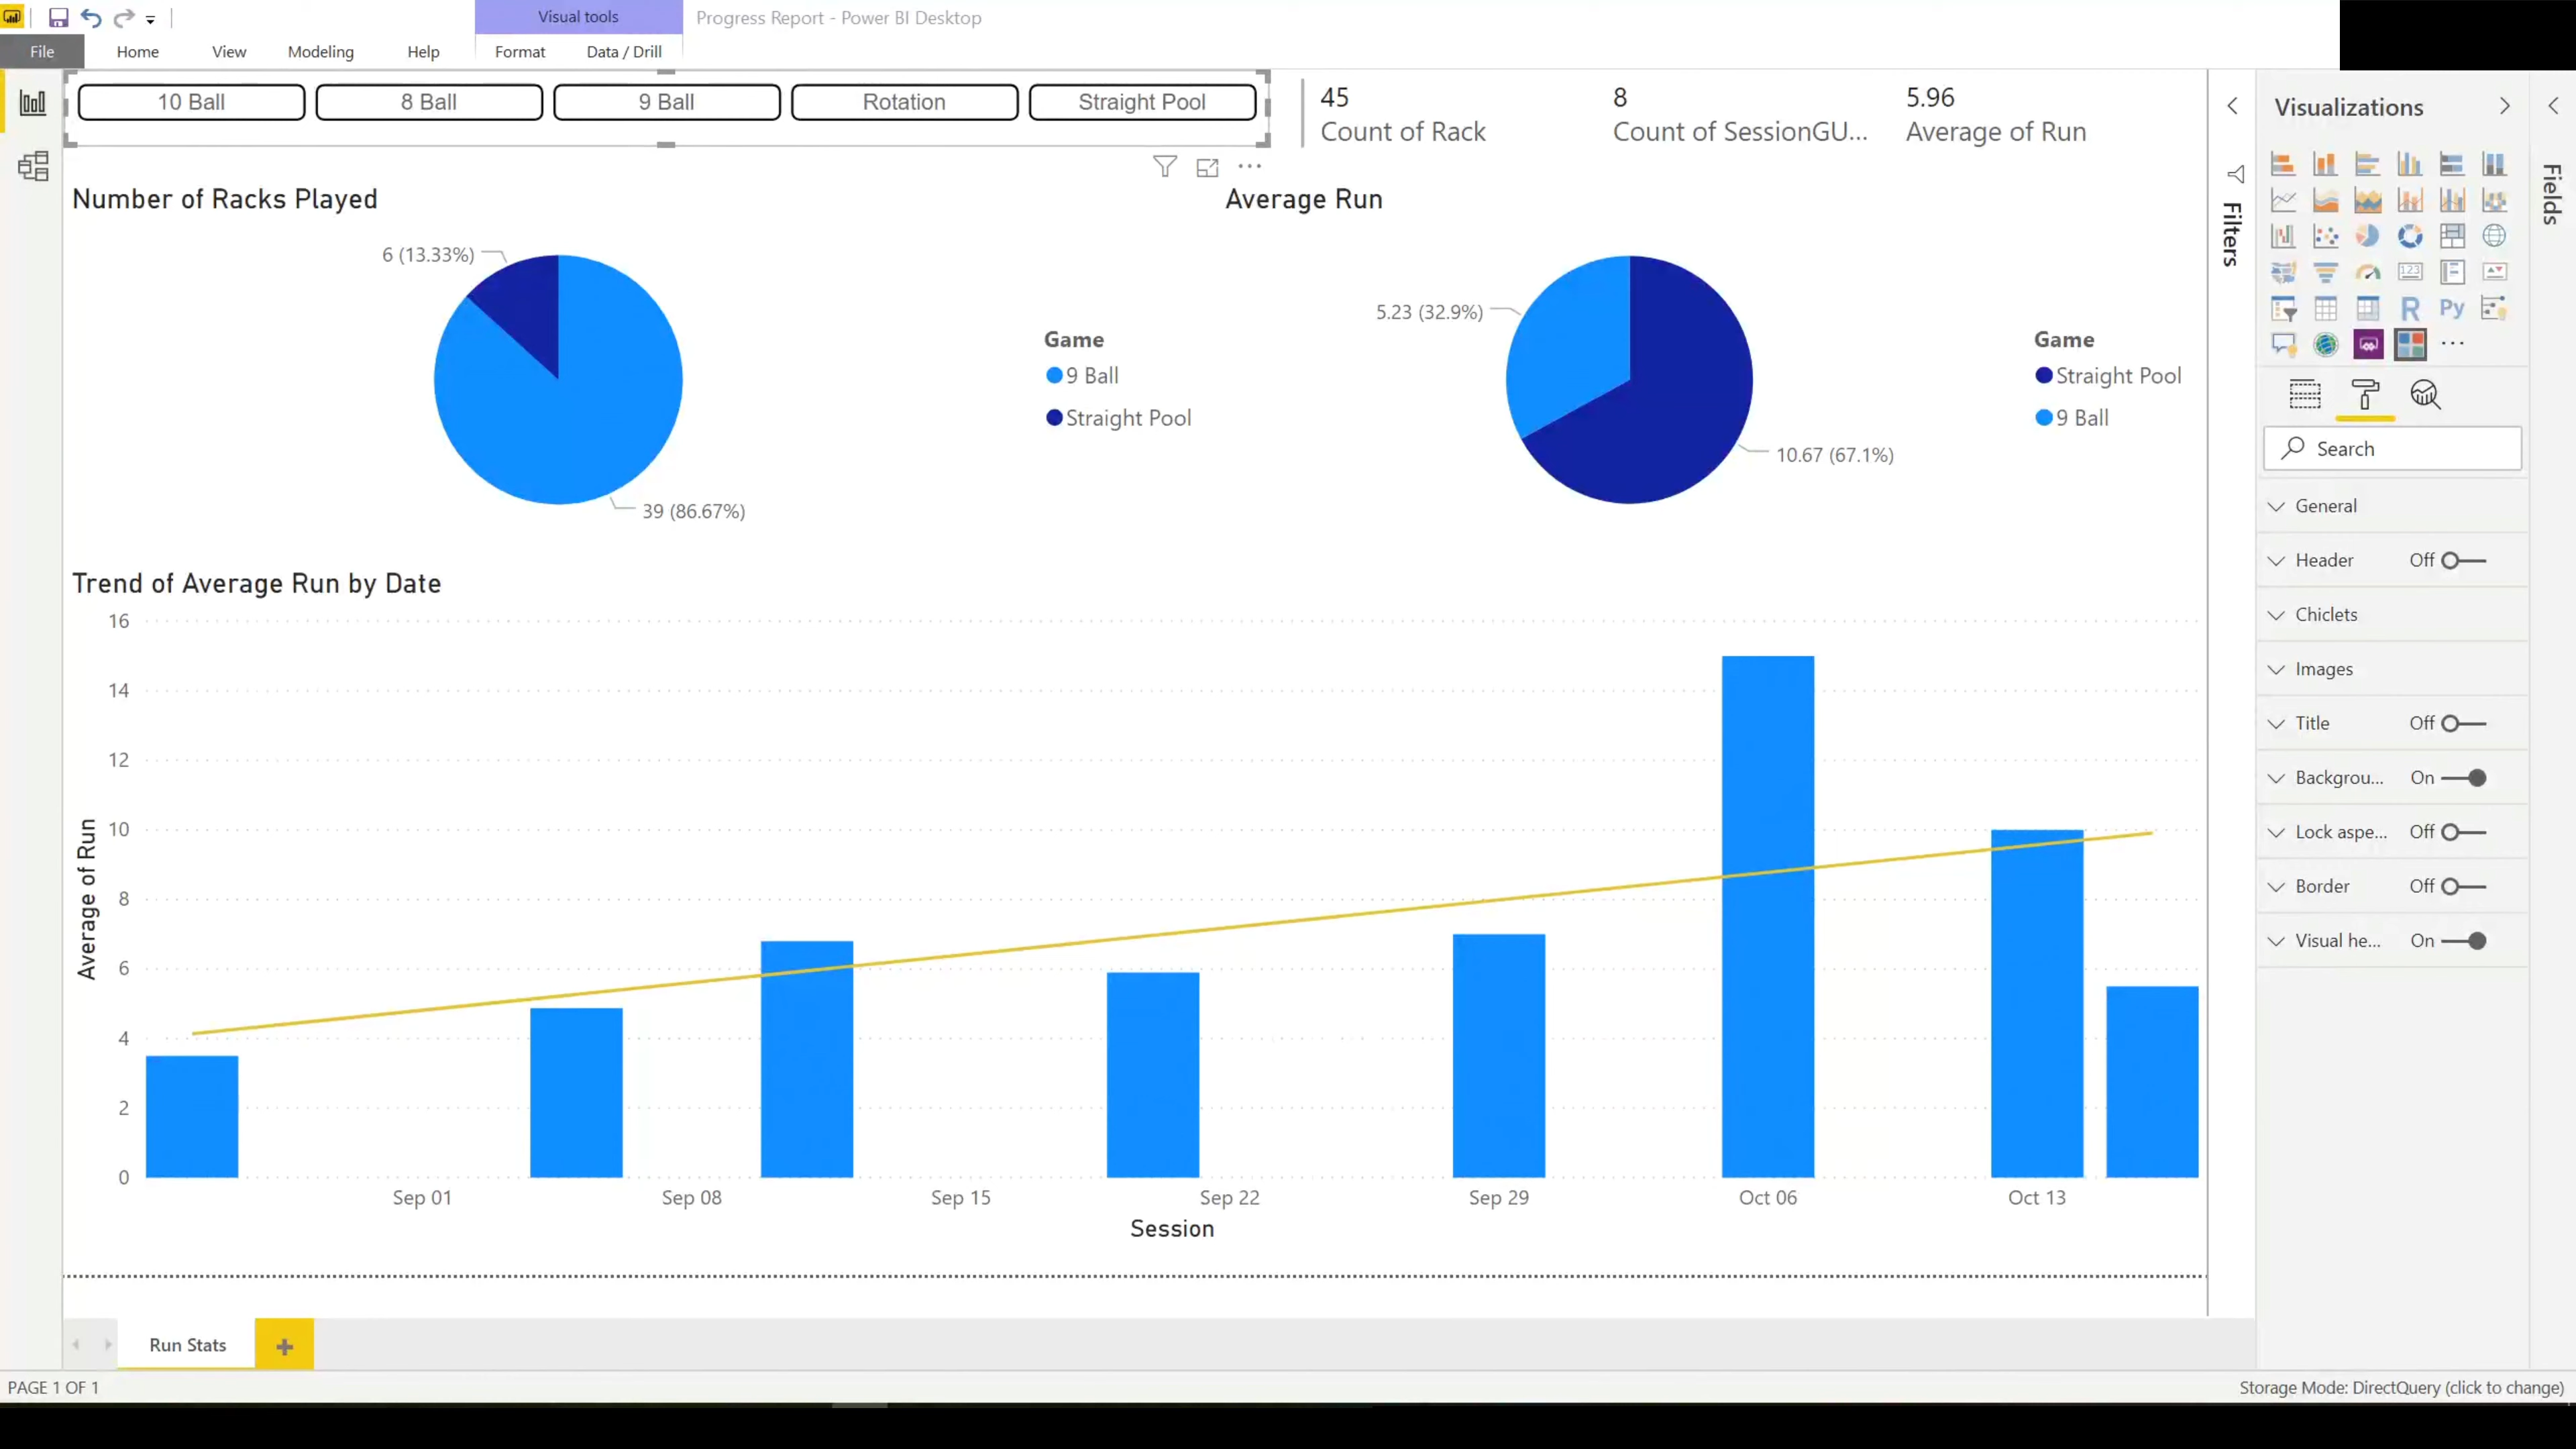 Visual tools
Progress Report - Power BI Desktop
File Home View Modeling Help Format Data / Drill
10 Ball 8 Ball 9 Ball Rotation Straight Pool
45
Count of Rack
8
Count of SessionGU...
5.96
Average of Run
Number of Racks Played
6 (13.33%)
39 (86.67%)
Game
9 Ball
Straight Pool
Average Run
5.23 (32.9%)
10.67 (67.1%)
Game
Straight Pool
9 Ball
Trend of Average Run by Date
Average of Run
16
14
12
10
8
6
4
2
0
Sep 01 Sep 08 Sep 15 Sep 22 Sep 29 Oct 06 Oct 13
Session
Filters
Visualizations
123
R Py
Search
General
Header Off
Chiclets
Images
Title Off
Backgrou... On
Lock aspe... Off
Border Off
Visual he... On
Fields
Run Stats
PAGE 1 OF 1
Storage Mode: DirectQuery (click to change)